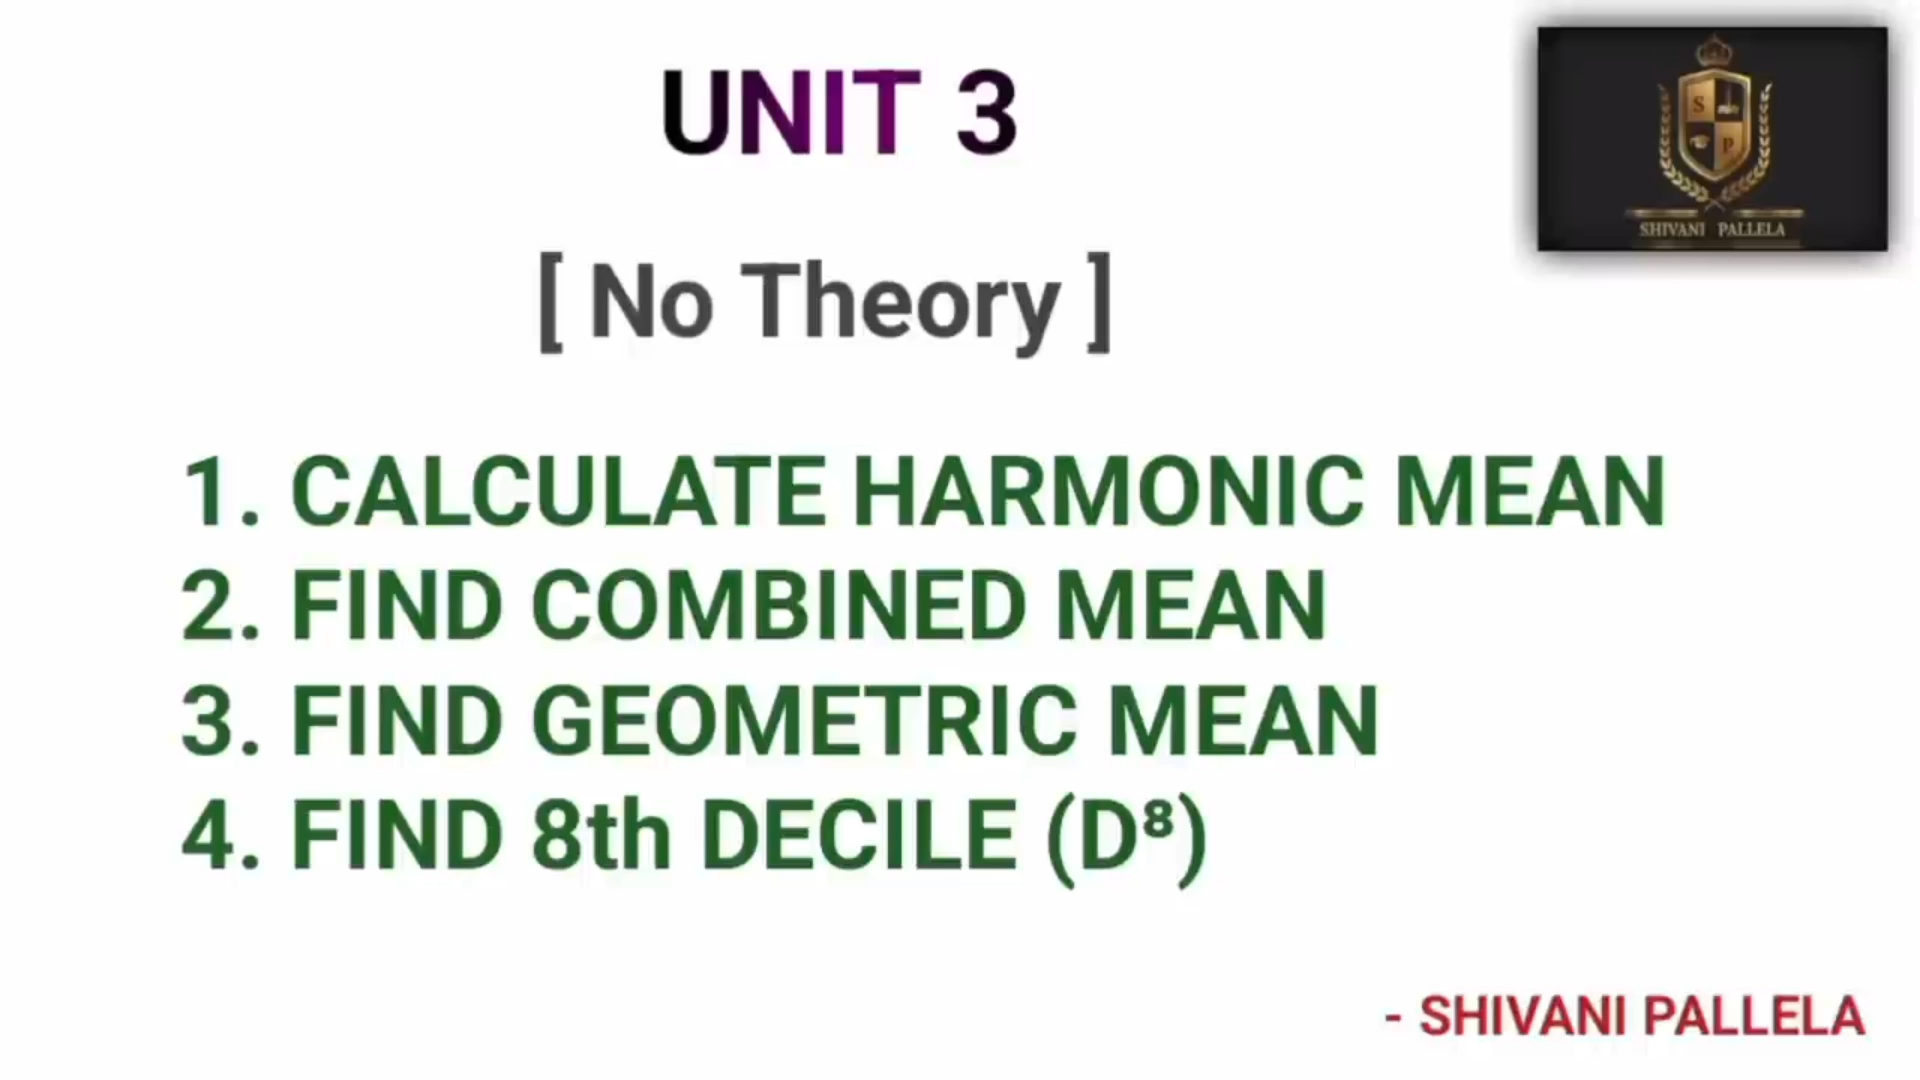 UNIT 3
S
P
SHIVANI PALLELA
[ No Theory ]
1. CALCULATE HARMONIC MEAN
2. FIND COMBINED MEAN
3. FIND GEOMETRIC MEAN
4. FIND 8th DECILE (D⁸)
- SHIVANI PALLELA